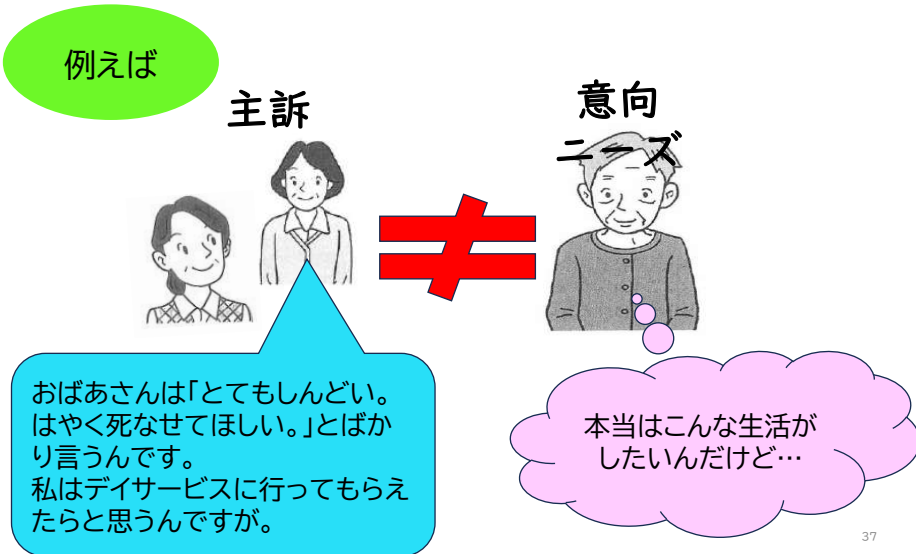 例えば
主訴
意向
ニーズ
おばあさんは「とてもしんどい。
はやく死なせてほしい。」とばか
り言うんです。
私はデイサービスに行ってもらえ
たらと思うんですが。
本当はこんな生活が
したいんだけど…
37